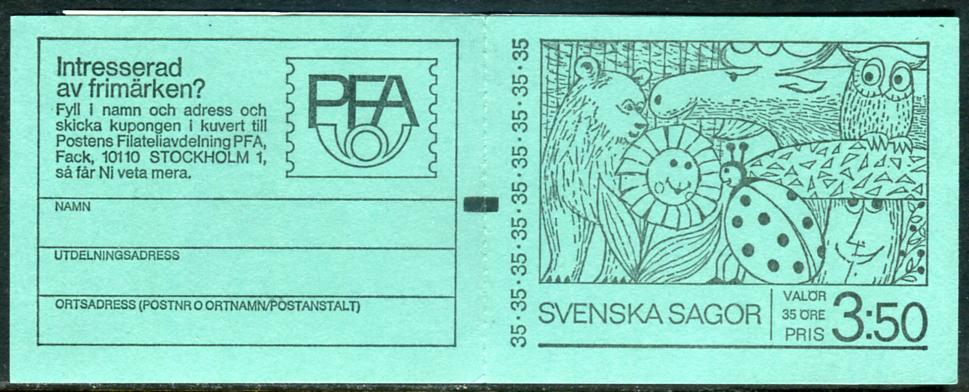 Intresserad
av frimärken?
Fyll i namn och adress och
skicka kupongen i kuvert till
Postens Filateliavdelning PFA,
Fack, 10110 STOCKHOLM 1,
så får Ni veta mera.
PFA
NAMN
UTDELNINGSADRESS
ORTSADRESS (POSTNR O ORTNAMN/POSTANSTALT)
35·35·35·35·35·35·35·35·35·35
SVENSKA SAGOR
VALÖR
35 ÖRE
PRIS
3:50